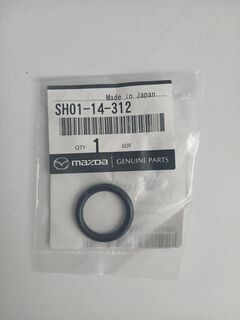 Made in Japan
SH01-14-312
QTY 1 LOT
mazda GENUINE PARTS